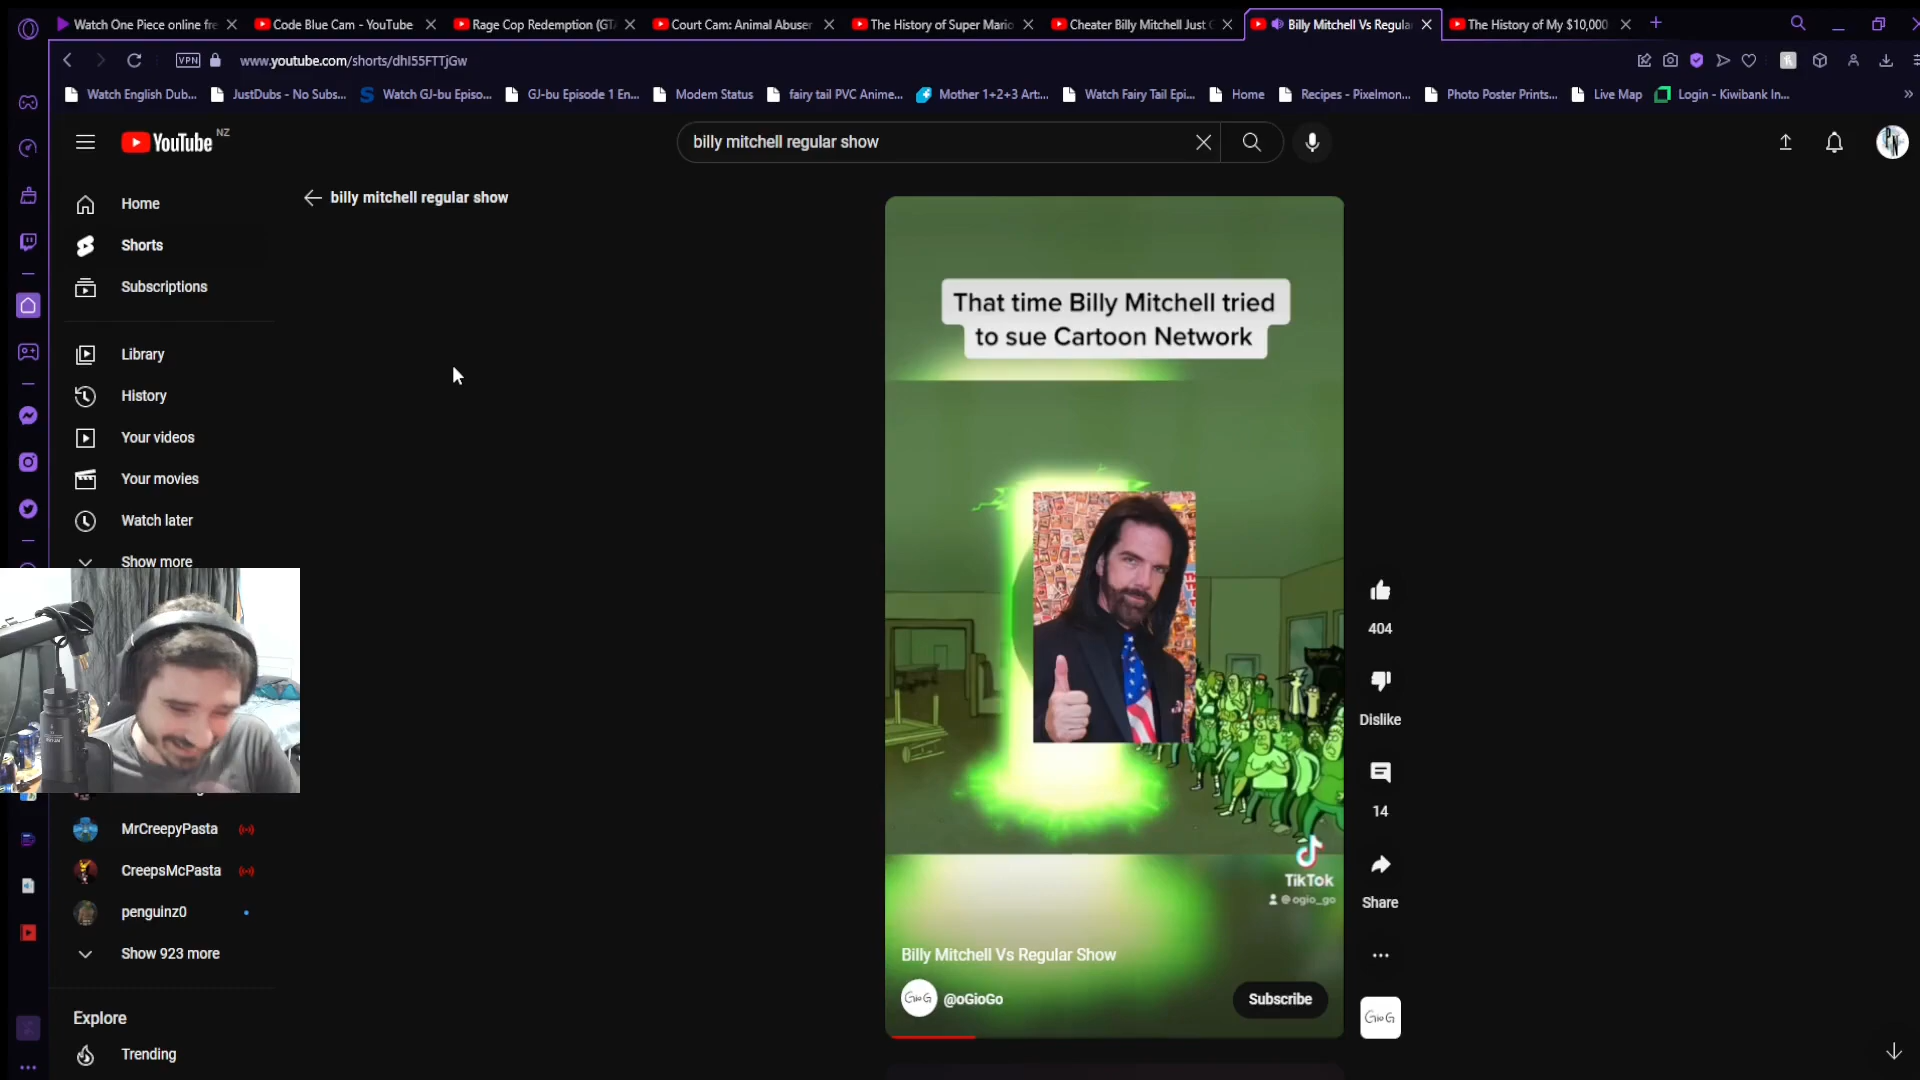 Watch One Piece online fre
Code Blue Cam - YouTube
Rage Cop Redemption (GT
Court Cam: Animal Abuser
The History of Super Mario
Cheater Billy Mitchell Just
Billy Mitchell Vs Regula
The History of My $10,000
VPN
www.youtube.com/shorts/dhI55FTTjGw
Watch English Dub...
JustDubs - No Subs...
Watch GJ-bu Episo...
GJ-bu Episode 1 En...
Modem Status
fairy tail PVC Anime...
Mother 1+2+3 Art:...
Watch Fairy Tail Epi...
Home
Recipes - Pixelmon...
Photo Poster Prints...
Live Map
Login - Kiwibank In...
YouTube NZ
billy mitchell regular show
Home
Shorts
Subscriptions
Library
History
Your videos
Your movies
Watch later
Show more
MrCreepyPasta
CreepsMcPasta
penguinz0
Show 923 more
Explore
Trending
billy mitchell regular show
That time Billy Mitchell tried
to sue Cartoon Network
TikTok
@ogio_go
Billy Mitchell Vs Regular Show
GioG
@oGioGo
Subscribe
404
Dislike
14
Share
GioG